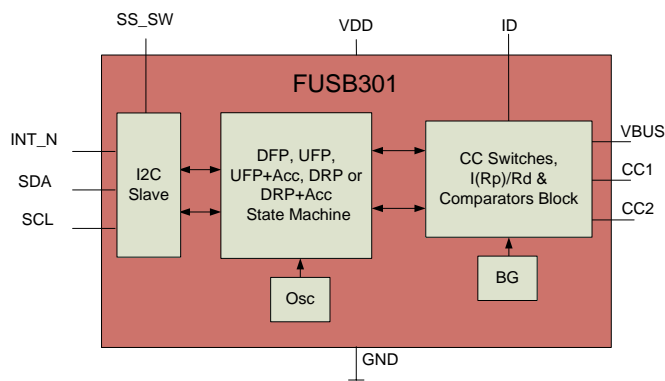 SS_SW
VDD
ID
FUSB301
INT_N
SDA
SCL
I2C
Slave
DFP, UFP,
UFP+Acc, DRP or
DRP+Acc
State Machine
CC Switches,
I(Rp)/Rd &
Comparators Block
VBUS
CC1
CC2
Osc
BG
GND